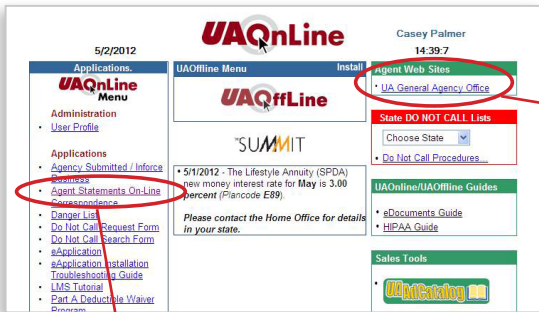 UAOnLine
Casey Palmer
5/2/2012
14:39:7
Applications.
UAOnLine
Menu
Administration
• User Profile
Applications
• Agency Submitted / Inforce
Business
• Agent Statements On-Line
Correspondence
• Danger List
• Do Not Call Request Form
• Do Not Call Search Form
• eApplication
• eApplication Installation
Troubleshooting Guide
• LMS Tutorial
• Part A Deductible Waiver
Program
UAOffline Menu
Install
UAOffLine
THE SUMMIT
• 5/1/2012 - The Lifestyle Annuity (SPDA)
new money interest rate for May is 3.00
percent (Plancode E89).
Please contact the Home Office for details
in your state.
Agent Web Sites
• UA General Agency Office
State DO NOT CALL Lists
Choose State
• Do Not Call Procedures...
UAOnline/UAOffline Guides
• eDocuments Guide
• HIPAA Guide
Sales Tools
• UAAdCatalog